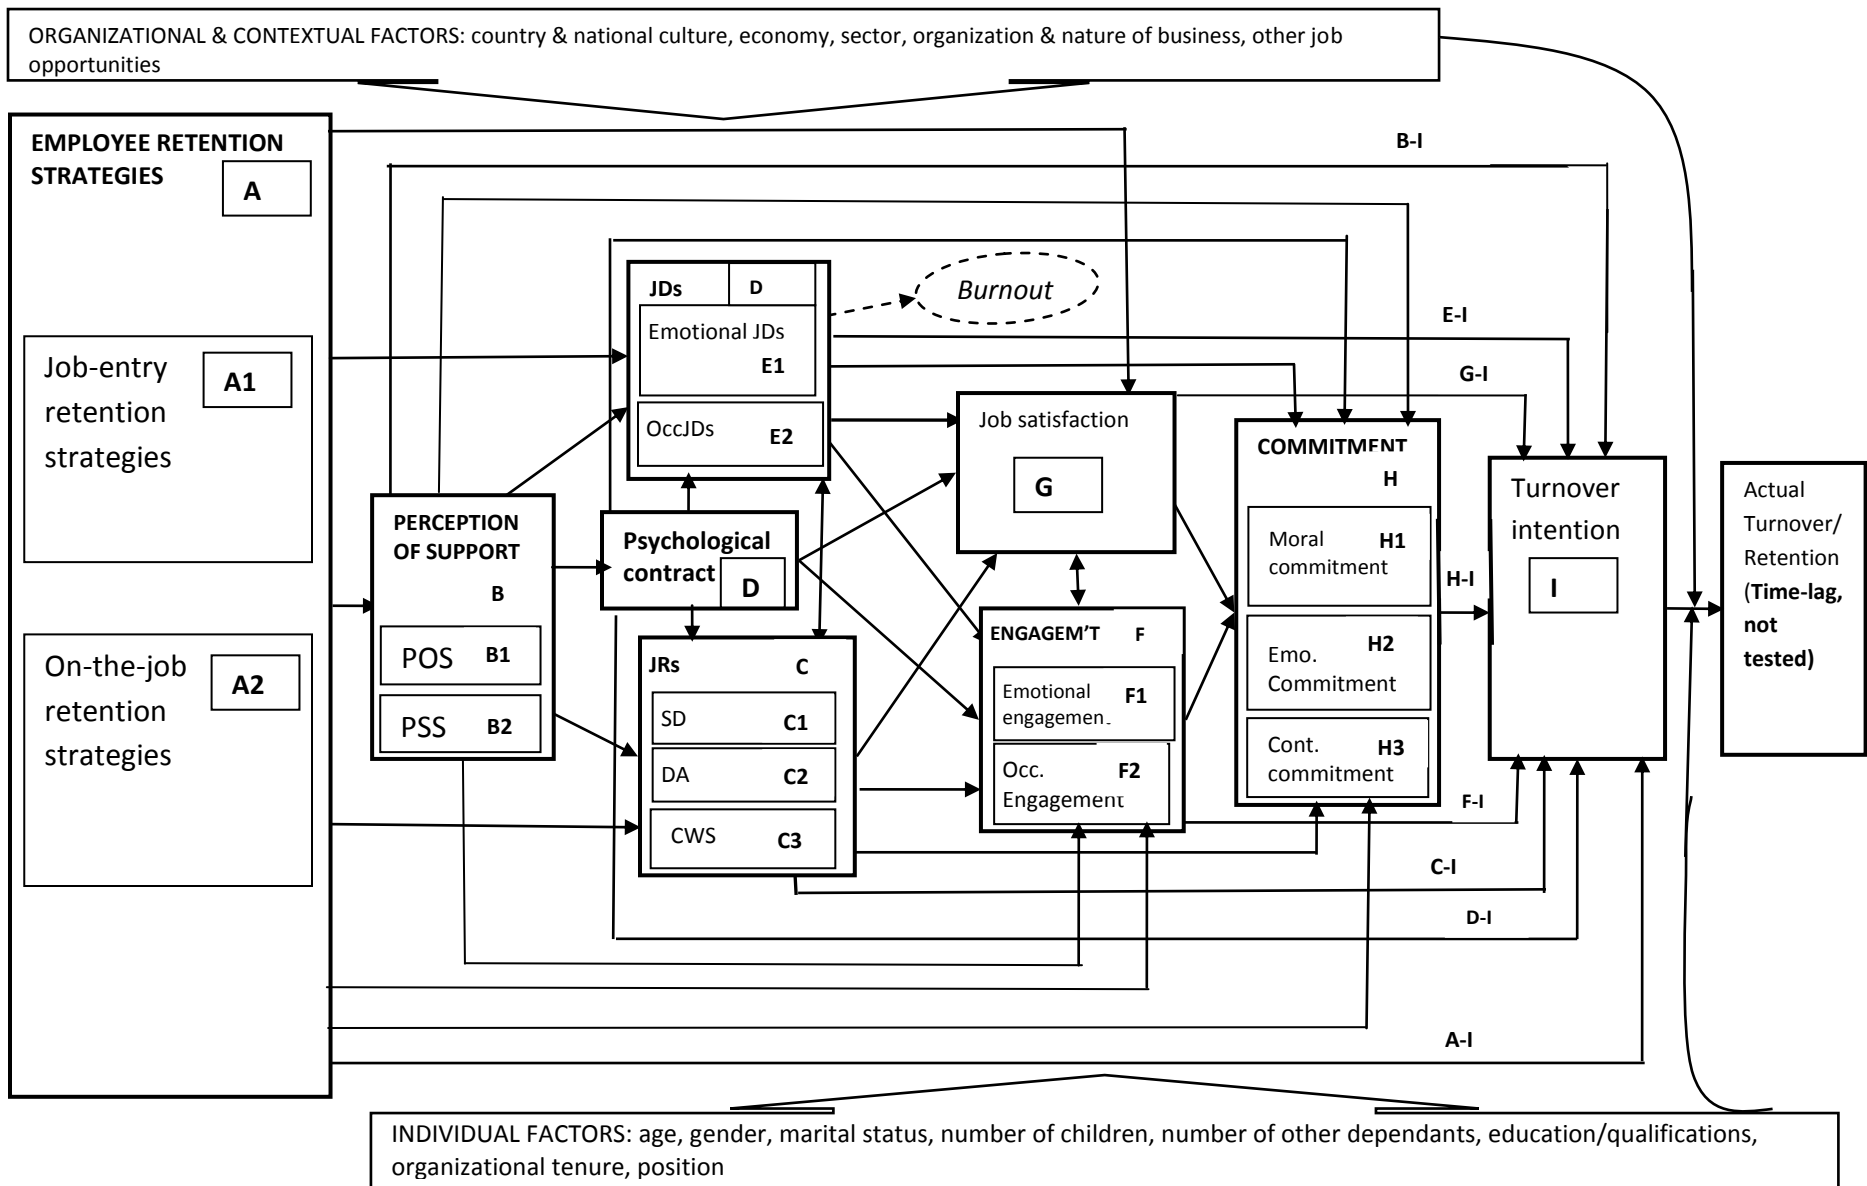 ORGANIZATIONAL & CONTEXTUAL FACTORS: country & national culture, economy, sector, organization & nature of business, other job
opportunities
EMPLOYEE RETENTION
STRATEGIES
A
Job-entry
retention
strategies
A1
On-the-job
retention
strategies
A2
PERCEPTION
OF SUPPORT
B
POS B1
PSS B2
JDs D
Emotional JDs
E1
OccJDs E2
Psychological
contract
D
JRs C
SD C1
DA C2
CWS C3
Burnout
Job satisfaction
G
ENGAGEM'T F
Emotional
engagement
F1
Occ.
Engagement
F2
COMMITMENT
H
Moral
commitment
H1
Emo.
Commitment
H2
Cont.
commitment
H3
B-I
E-I
G-I
H-I
F-I
C-I
D-I
A-I
Turnover
intention
I
Actual
Turnover/
Retention
(Time-lag,
not
tested)
INDIVIDUAL FACTORS: age, gender, marital status, number of children, number of other dependants, education/qualifications,
organizational tenure, position